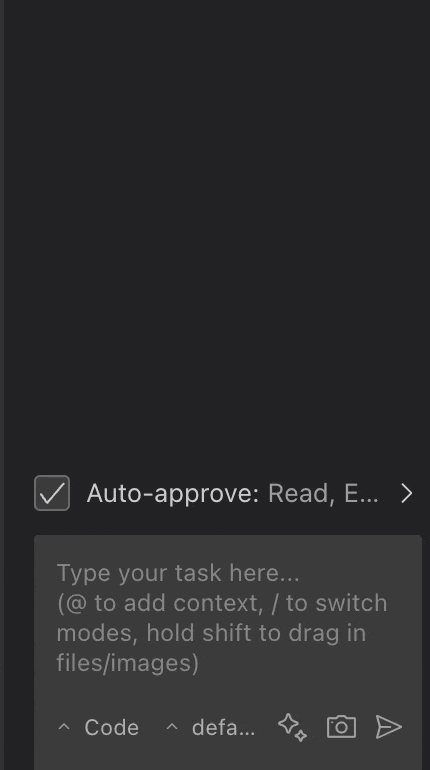 Auto-approve: Read, E...
Type your task here...
(@ to add context, / to switch
modes, hold shift to drag in
files/images)
Code defa...